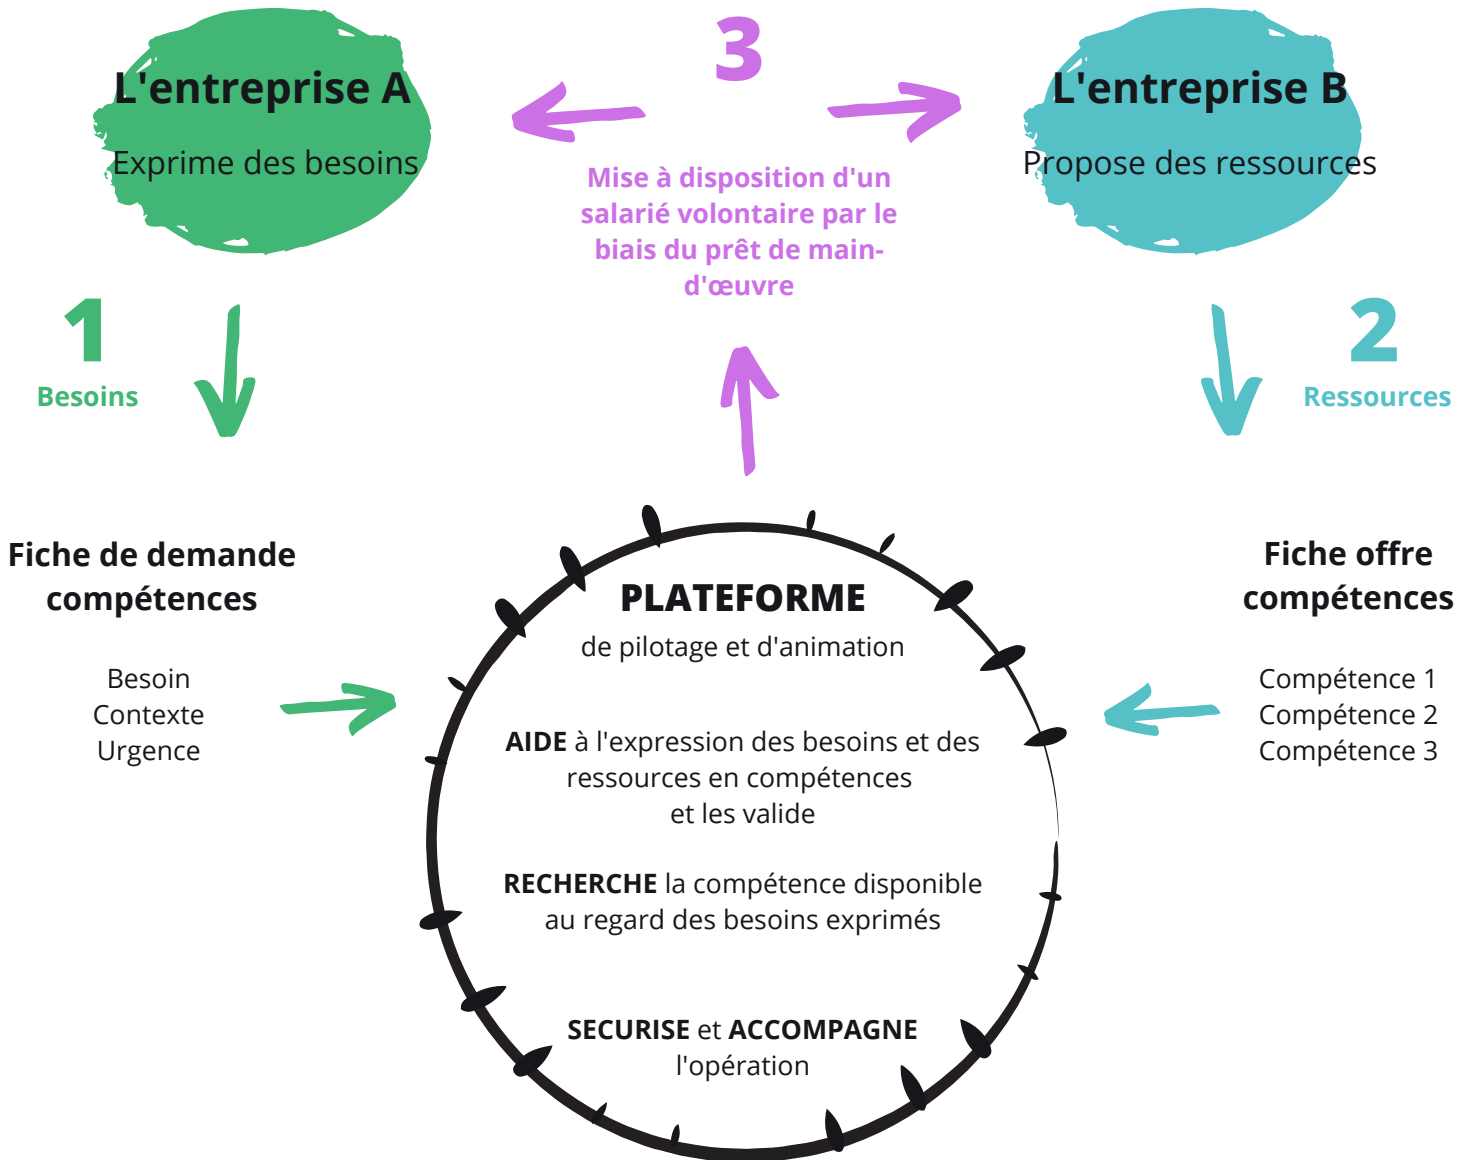 L'entreprise A
Exprime des besoins
3
Mise à disposition d'un
salarié volontaire par le
biais du prêt de main-
d'œuvre
L'entreprise B
Propose des ressources
1
Besoins
2
Ressources
Fiche de demande
compétences
Besoin
Contexte
Urgence
PLATEFORME
de pilotage et d'animation
AIDE à l'expression des besoins et des
ressources en compétences
et les valide
RECHERCHE la compétence disponible
au regard des besoins exprimés
SECURISE et ACCOMPAGNE
l'opération
Fiche offre
compétences
Compétence 1
Compétence 2
Compétence 3